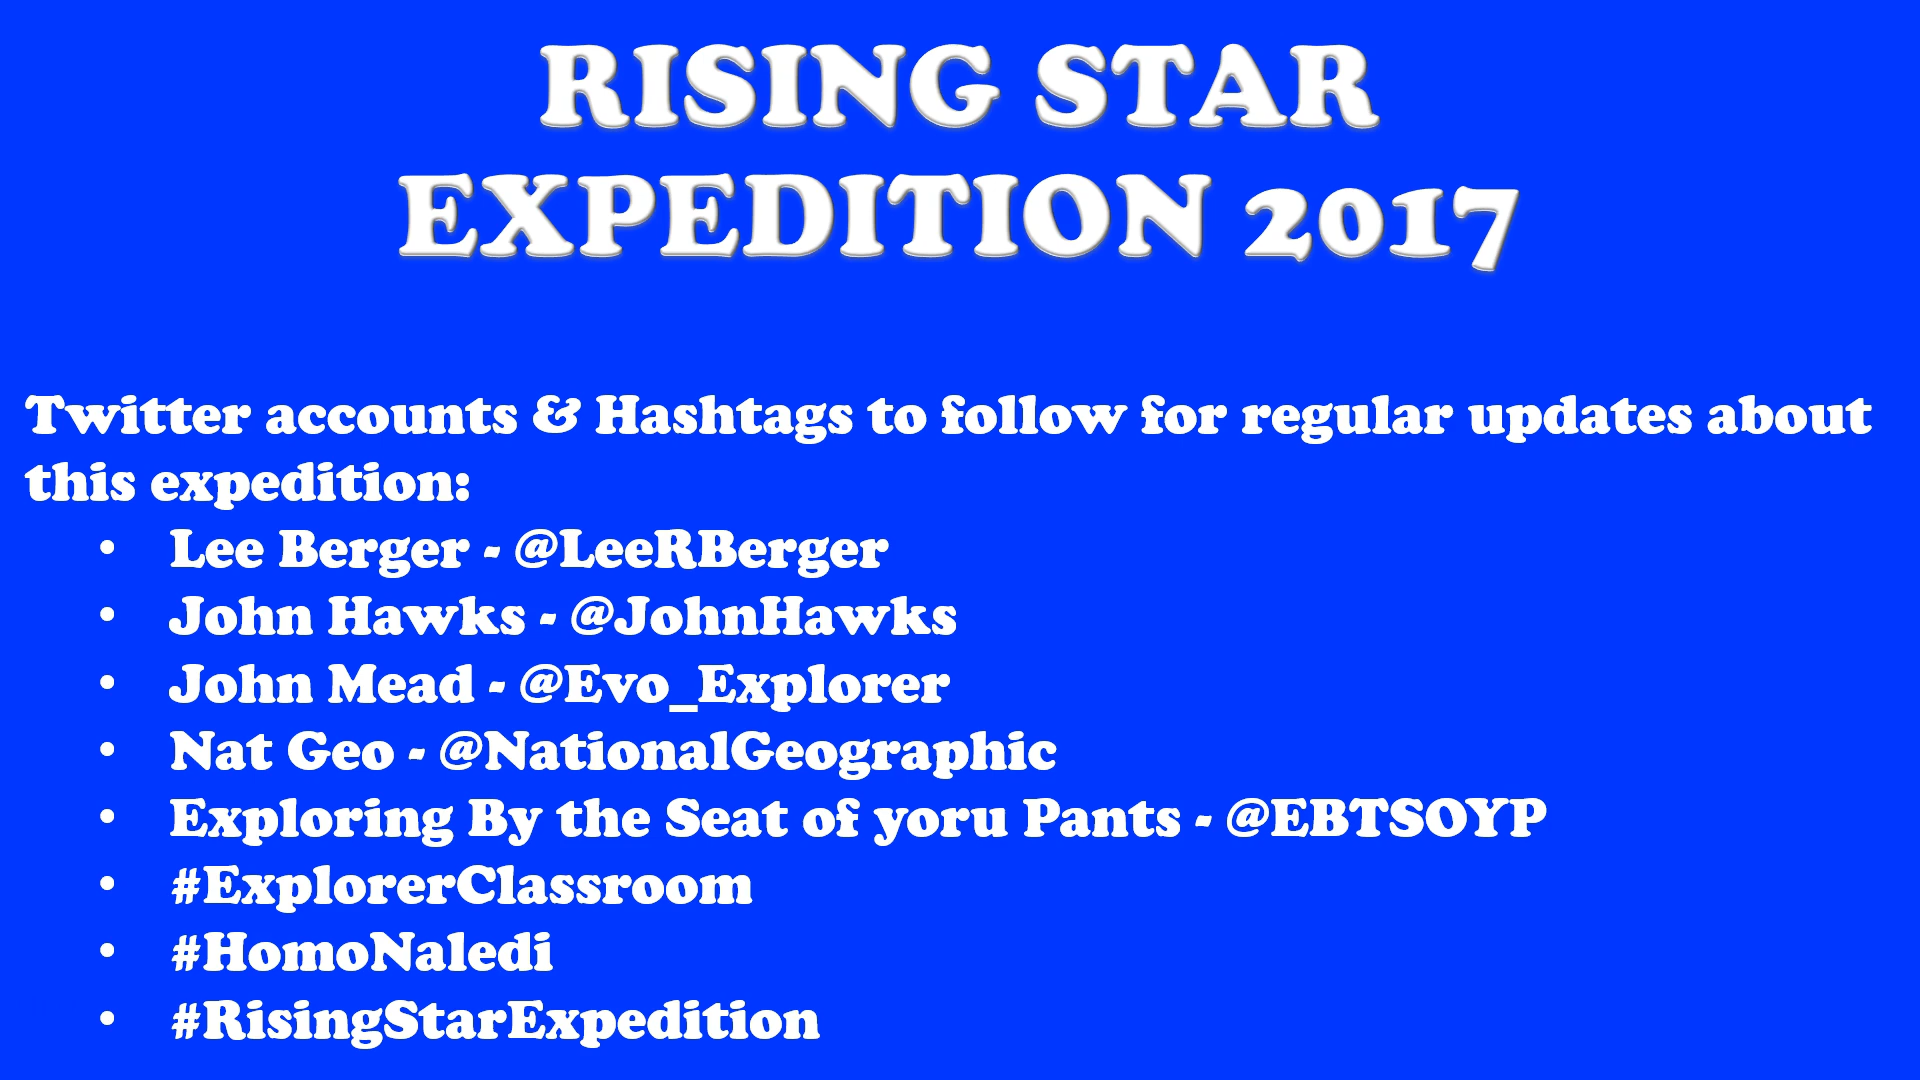 RISING STAR
EXPEDITION 2017
Twitter accounts & Hashtags to follow for regular updates about
this expedition:
• Lee Berger - @LeeRBerger
• John Hawks - @JohnHawks
• John Mead - @Evo_Explorer
• Nat Geo - @NationalGeographic
• Exploring By the Seat of yoru Pants - @EBTSOYP
• #ExplorerClassroom
• #HomoNaledi
• #RisingStarExpedition